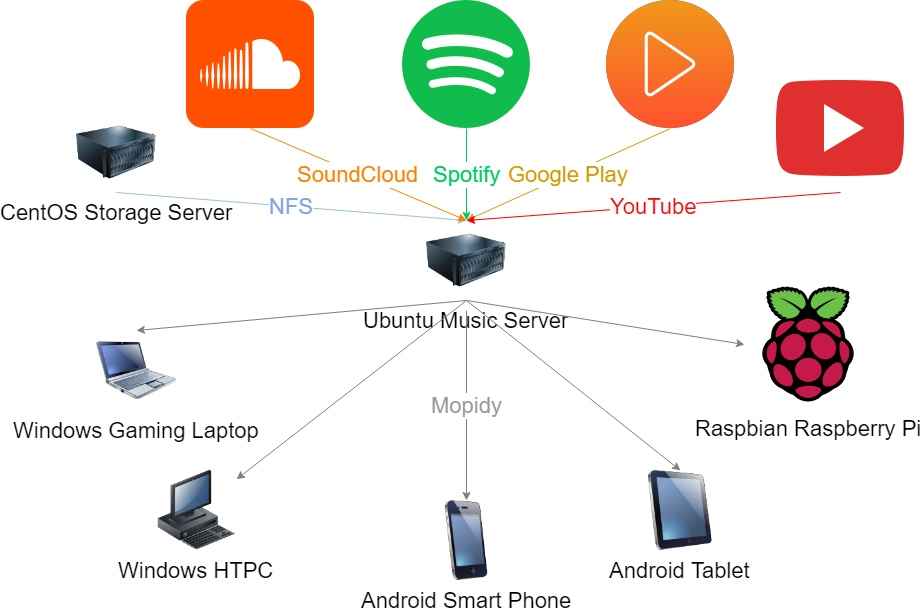 SoundCloud
Spotify
Google Play
CentOS Storage Server
NFS
YouTube
Ubuntu Music Server
Mopidy
Windows Gaming Laptop
Raspbian Raspberry Pi
Windows HTPC
Android Tablet
Android Smart Phone